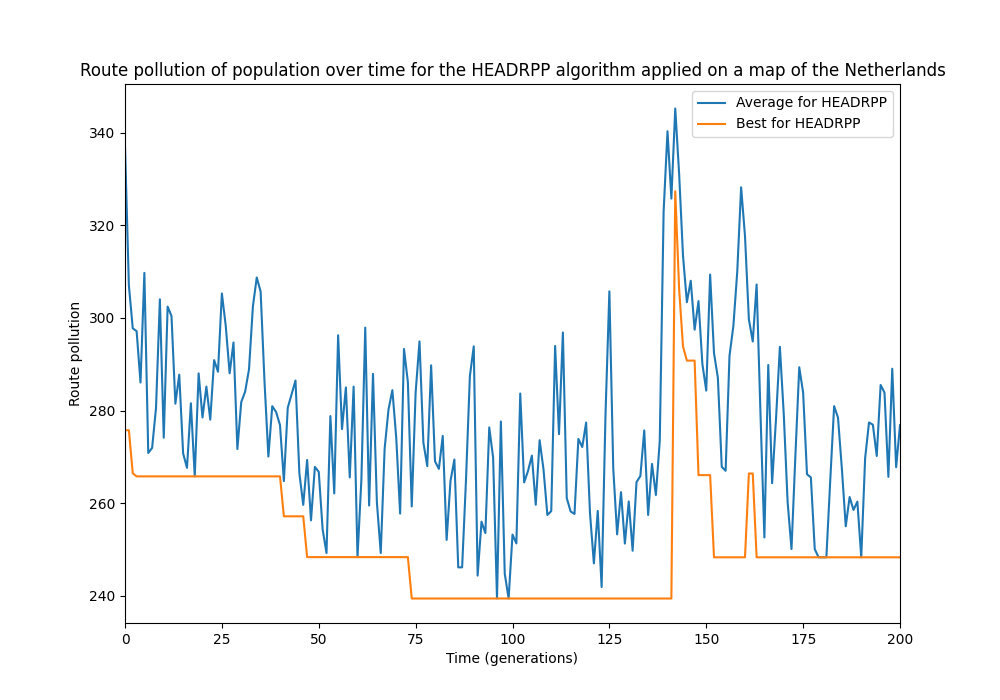 Route pollution of population over time for the HEADRPP algorithm applied on a map of the Netherlands
Average for HEADRPP
Best for HEADRPP
Route pollution
340
320
300
280
260
240
0 25 50 75 100 125 150 175 200
Time (generations)